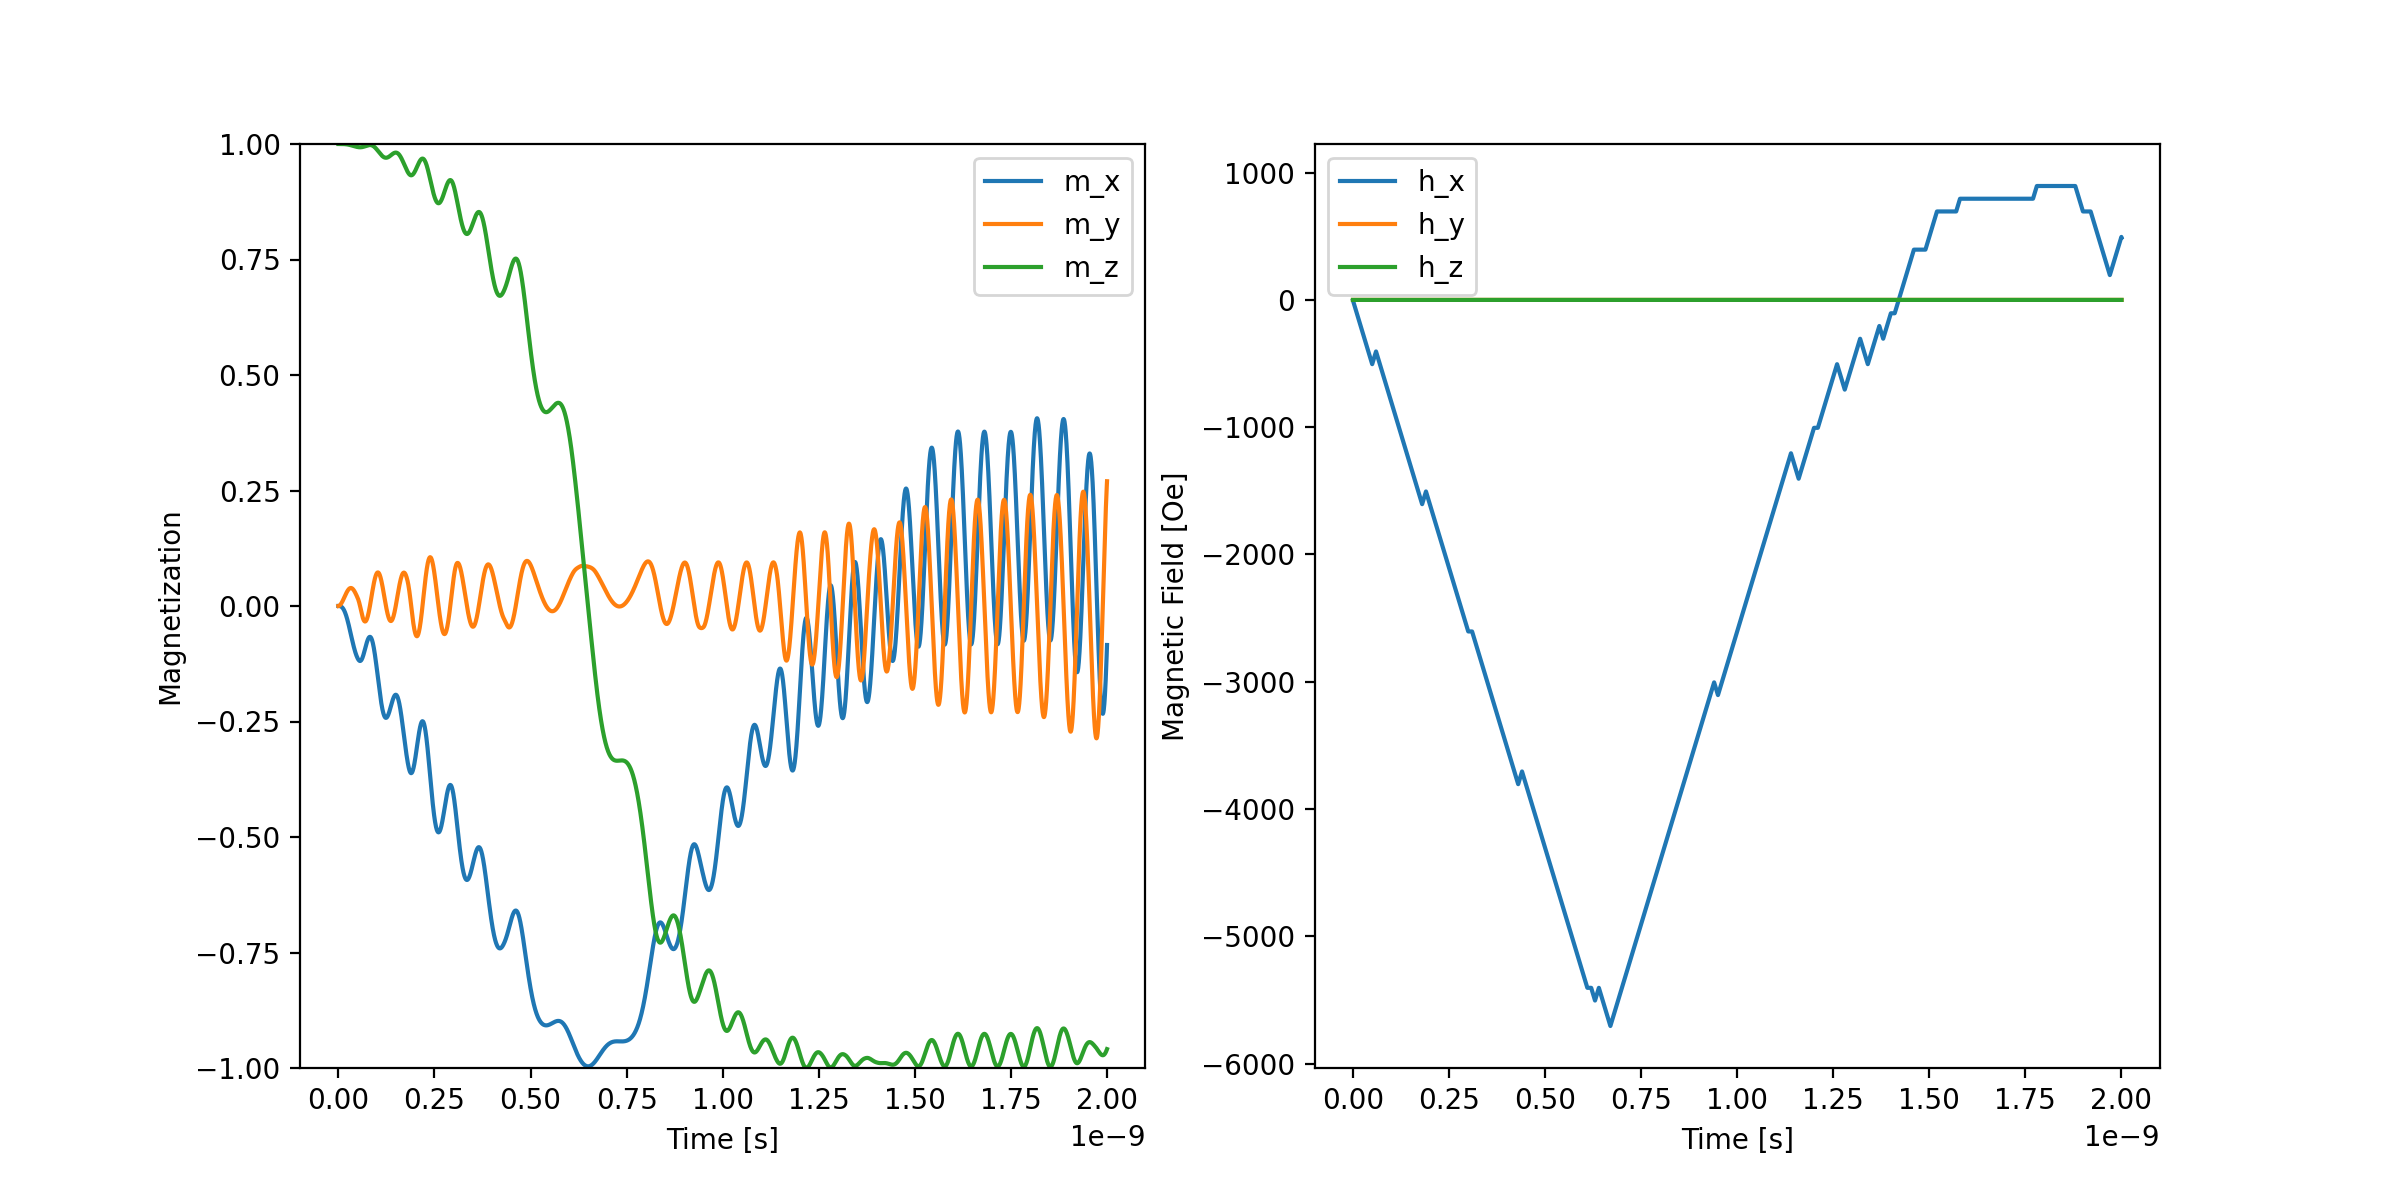 1.00
0.75
0.50
0.25
0.00
−0.25
−0.50
−0.75
−1.00
Magnetization
m_x
m_y
m_z
0.00 0.25 0.50 0.75 1.00 1.25 1.50 1.75 2.00
Time [s]
1e−9
1000
0
−1000
−2000
−3000
−4000
−5000
−6000
Magnetic Field [Oe]
h_x
h_y
h_z
0.00 0.25 0.50 0.75 1.00 1.25 1.50 1.75 2.00
Time [s]
1e−9